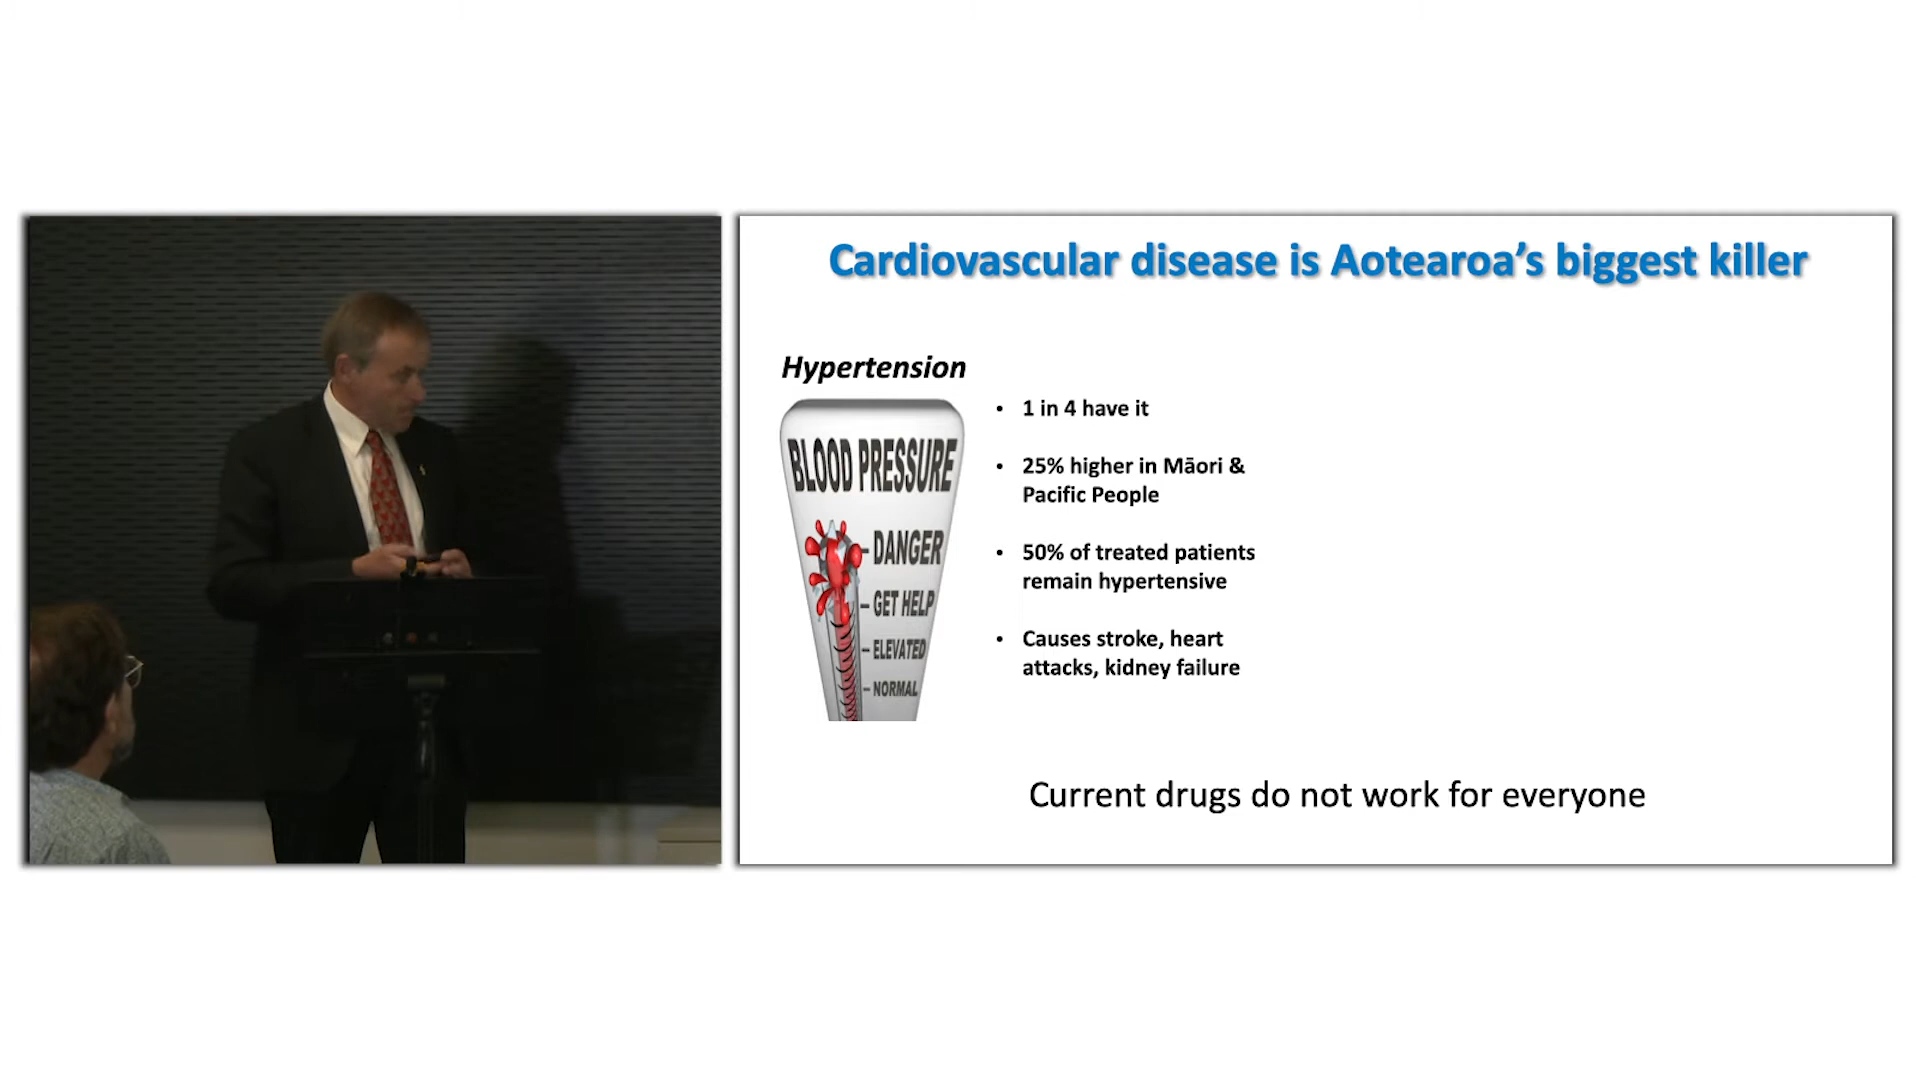 Cardiovascular disease is Aotearoa’s biggest killer
Hypertension
BLOOD PRESSURE
– DANGER
– GET HELP
– ELEVATED
– NORMAL
• 1 in 4 have it
• 25% higher in Māori &
Pacific People
• 50% of treated patients
remain hypertensive
• Causes stroke, heart
attacks, kidney failure
Current drugs do not work for everyone